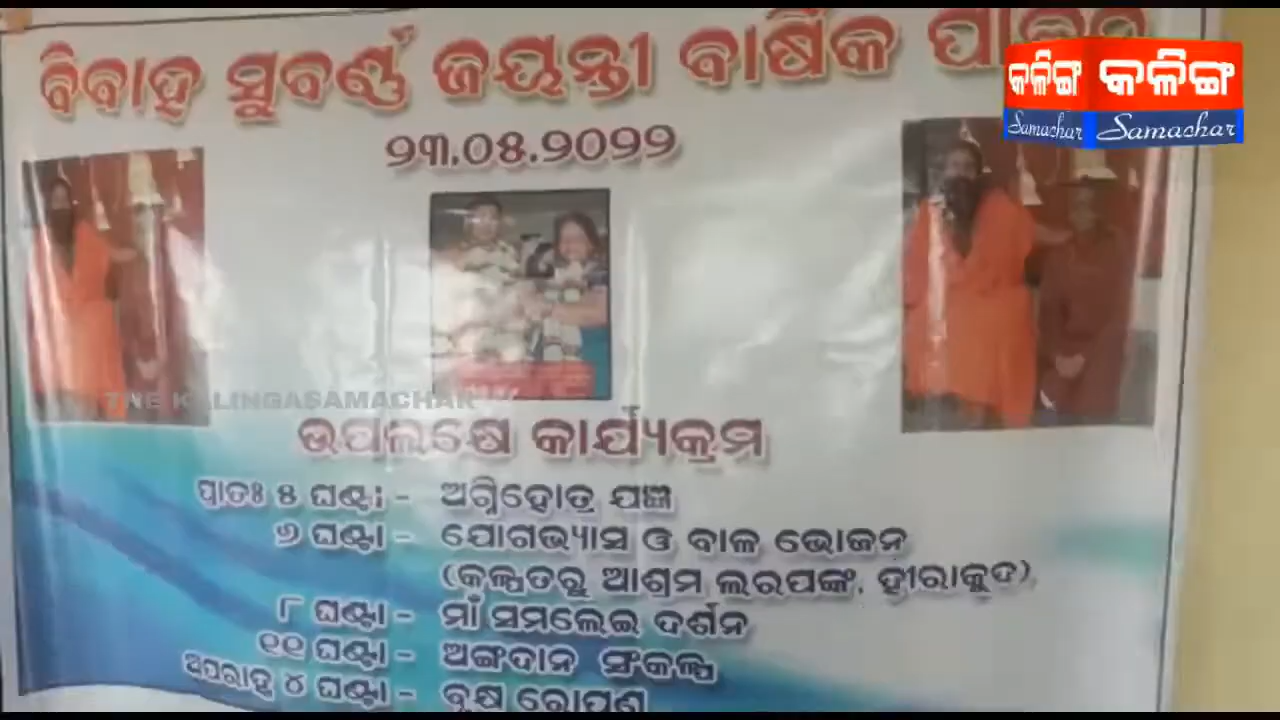 ବିବାହ ସୁବର୍ଣ୍ଣ ଜୟନ୍ତୀ ବାର୍ଷିକ
କଳିଙ୍ଗ କଳିଙ୍ଗ
Samachar Samachar
୨୩.୦୫.୨୦୨୨
THE KALINGASAMACHAR
ଉପଲକ୍ଷେ କାର୍ଯ୍ୟକ୍ରମ
ପ୍ରାତଃ ୫ ଘଣ୍ଟା - ଅଗ୍ନିହୋତ୍ର ଯଜ୍ଞ
୬ ଘଣ୍ଟା - ଯୋଗଭ୍ୟାସ ଓ ବାଳ ଭୋଜନ
(କଳ୍ପତରୁ ଆଶ୍ରମ ଲରପଙ୍କ, ହୀରାକୁଦ)
୮ ଘଣ୍ଟା - ମାଁ ସମଲେଇ ଦର୍ଶନ
୧୧ ଘଣ୍ଟା - ଅଙ୍ଗଦାନ ସଂକଳ୍ପ
ଅପରାହ୍ନ ୪ ଘଣ୍ଟା - ବୃକ୍ଷ ରୋପଣ